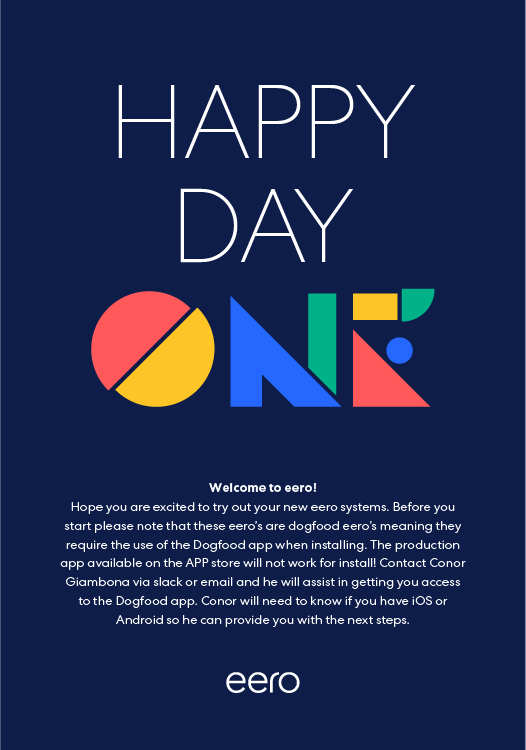 HAPPY
DAY
ONE
Welcome to eero!
Hope you are excited to try out your new eero systems. Before you
start please note that these eero's are dogfood eero's meaning they
require the use of the Dogfood app when installing. The production
app available on the APP store will not work for install! Contact Conor
Giambona via slack or email and he will assist in getting you access
to the Dogfood app. Conor will need to know if you have iOS or
Android so he can provide you with the next steps.
eero